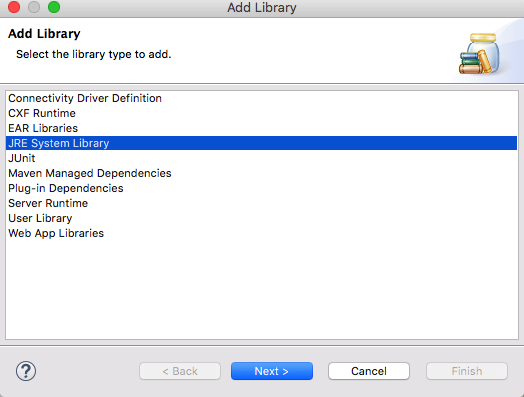 Add Library
Add Library
Select the library type to add.
Connectivity Driver Definition
CXF Runtime
EAR Libraries
JRE System Library
JUnit
Maven Managed Dependencies
Plug-in Dependencies
Server Runtime
User Library
Web App Libraries
? < Back Next > Cancel Finish